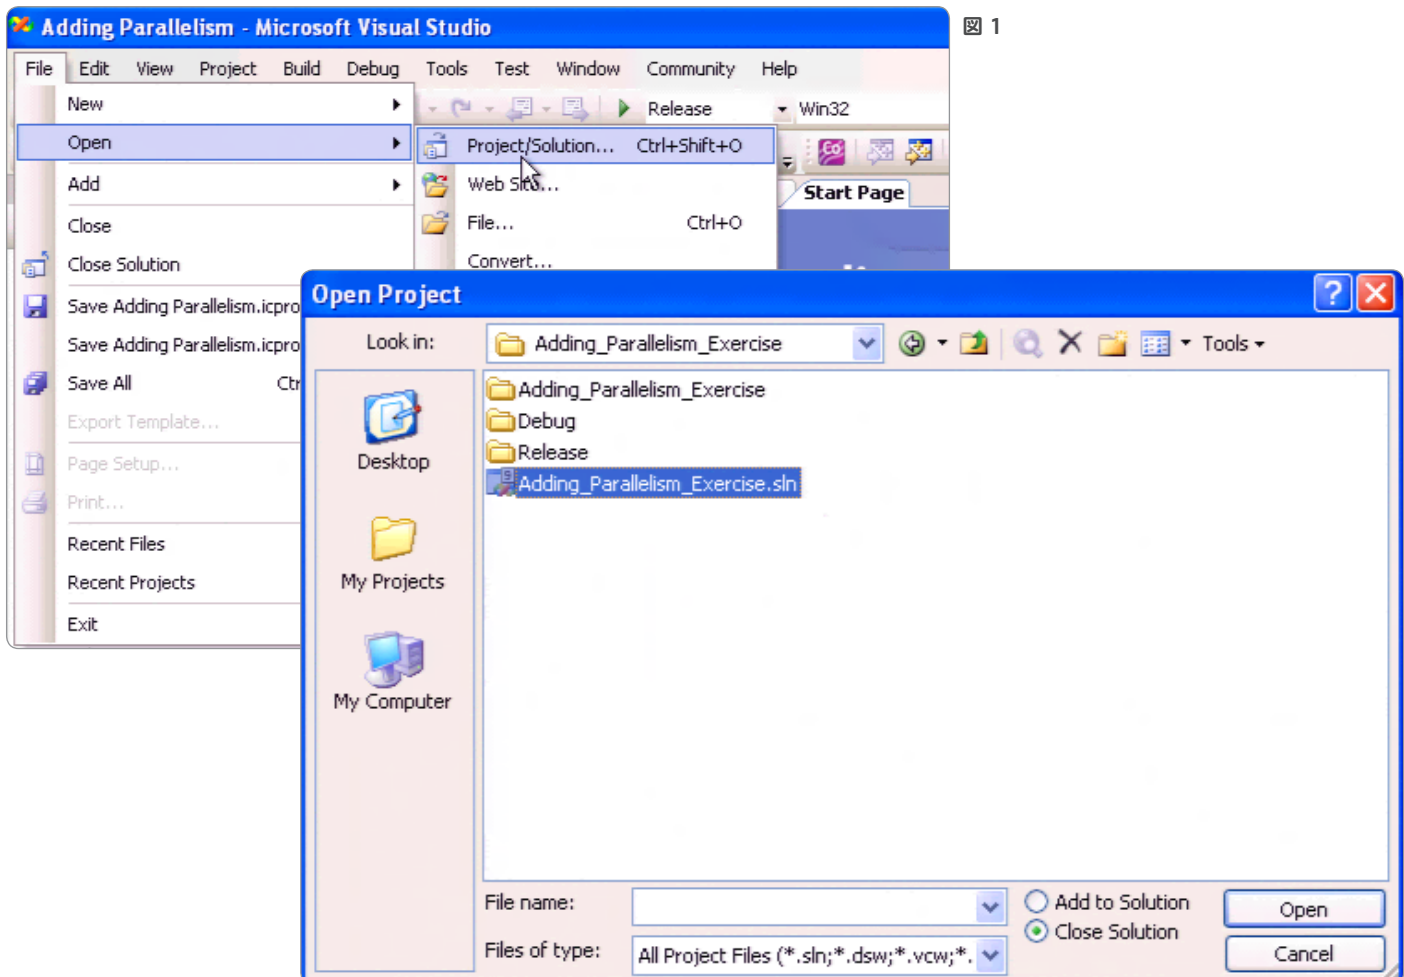 Adding Parallelism - Microsoft Visual Studio
図 1
File Edit View Project Build Debug Tools Test Window Community Help
New
Release Win32
Open
Project/Solution... Ctrl+Shift+O
Add
Web Site...
Start Page
Close
File... Ctrl+O
Close Solution
Convert...
Save Adding Parallelism.icpro
Save Adding Parallelism.icpro
Save All Ctr
Export Template...
Page Setup...
Print...
Recent Files
Recent Projects
Exit
Open Project
Look in: Adding_Parallelism_Exercise Tools
Adding_Parallelism_Exercise
Debug
Release
Adding_Parallelism_Exercise.sln
Desktop
My Projects
My Computer
File name:
Add to Solution
Open
Close Solution
Files of type: All Project Files (*.sln;*.dsw;*.vcw;*.
Cancel